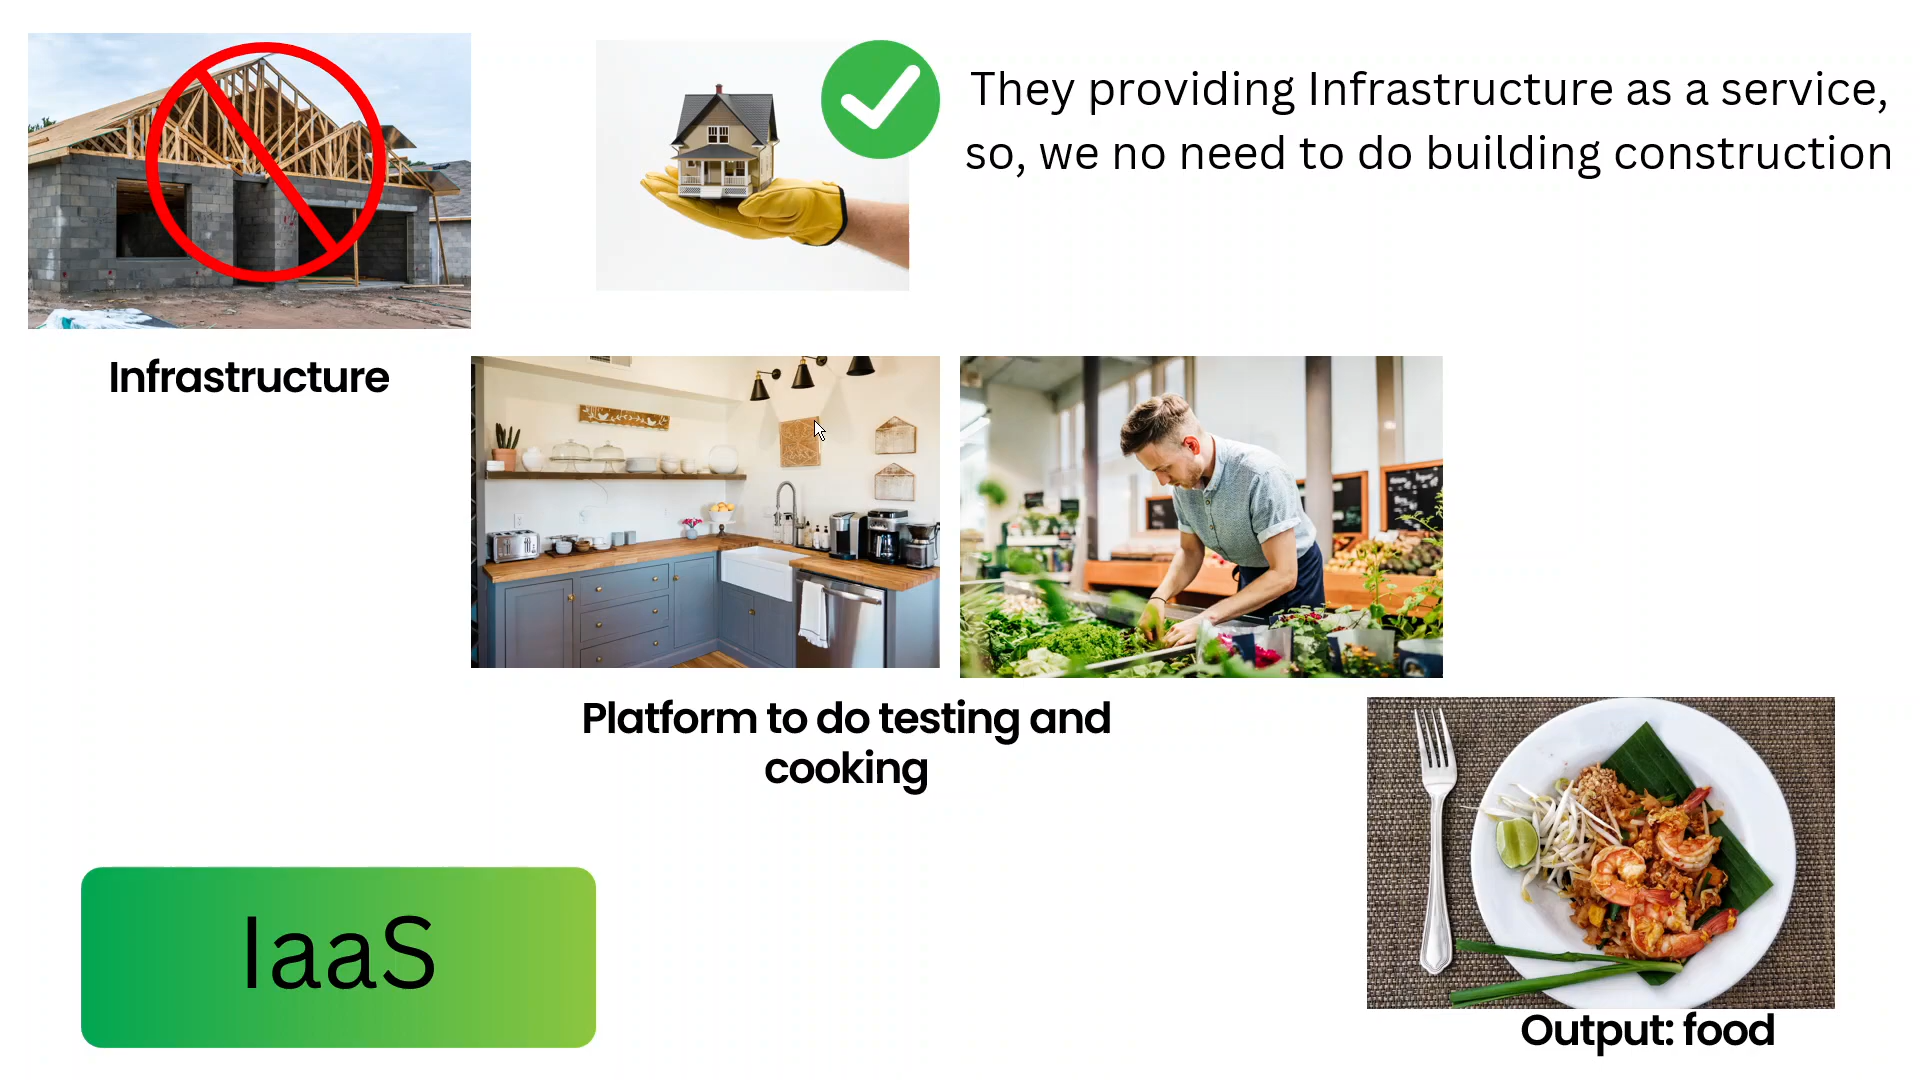 They providing Infrastructure as a service,
so, we no need to do building construction
Infrastructure
Platform to do testing and
cooking
IaaS
Output: food